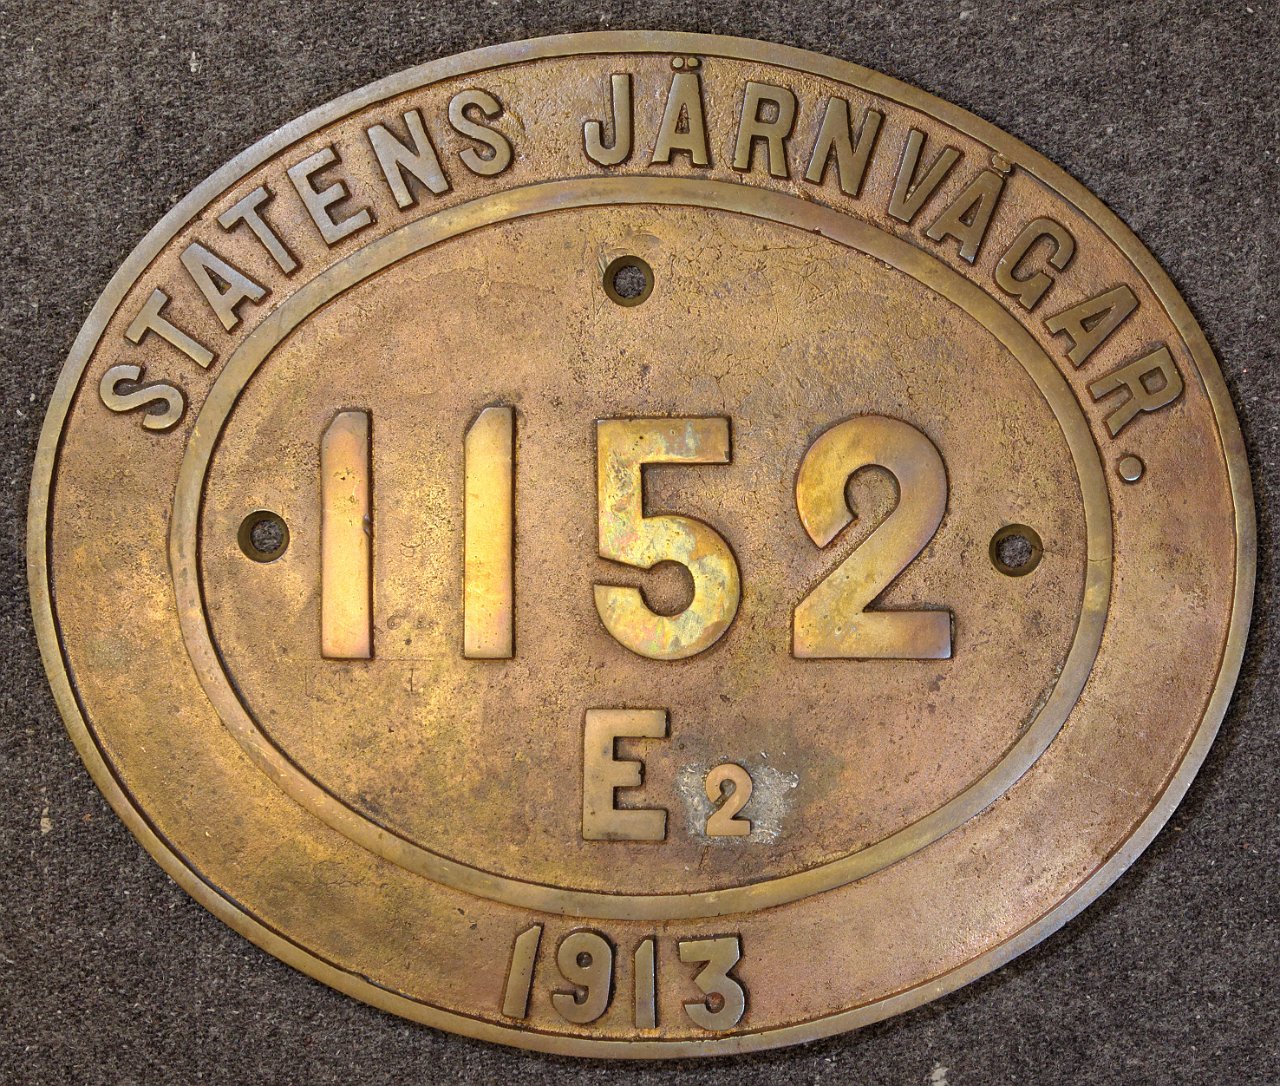 STATENS JÄRNVÄGAR.
1152
E2
1913